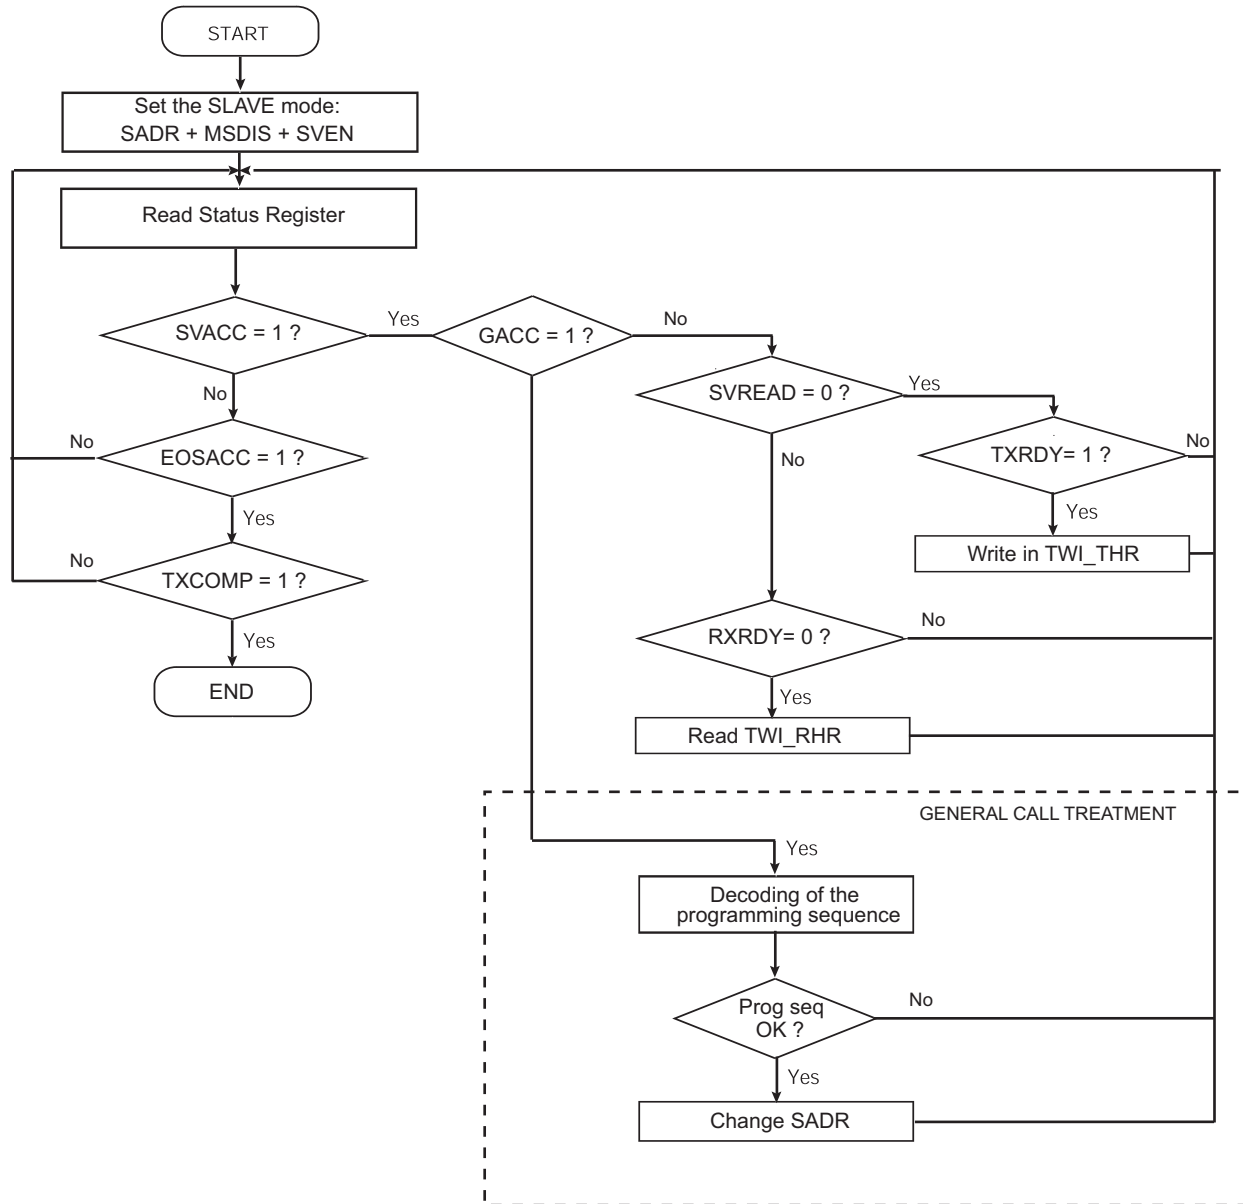 START
Set the SLAVE mode:
SADR + MSDIS + SVEN
Read Status Register
SVACC = 1 ?
Yes
GACC = 1 ?
No
SVREAD = 0 ?
Yes
No
EOSACC = 1 ?
No
TXRDY= 1 ?
No
No
Yes
Yes
Write in TWI_THR
TXCOMP = 1 ?
No
Yes
END
RXRDY= 0 ?
No
Yes
Read TWI_RHR
GENERAL CALL TREATMENT
Yes
Decoding of the
programming sequence
Prog seq
OK ?
No
Yes
Change SADR